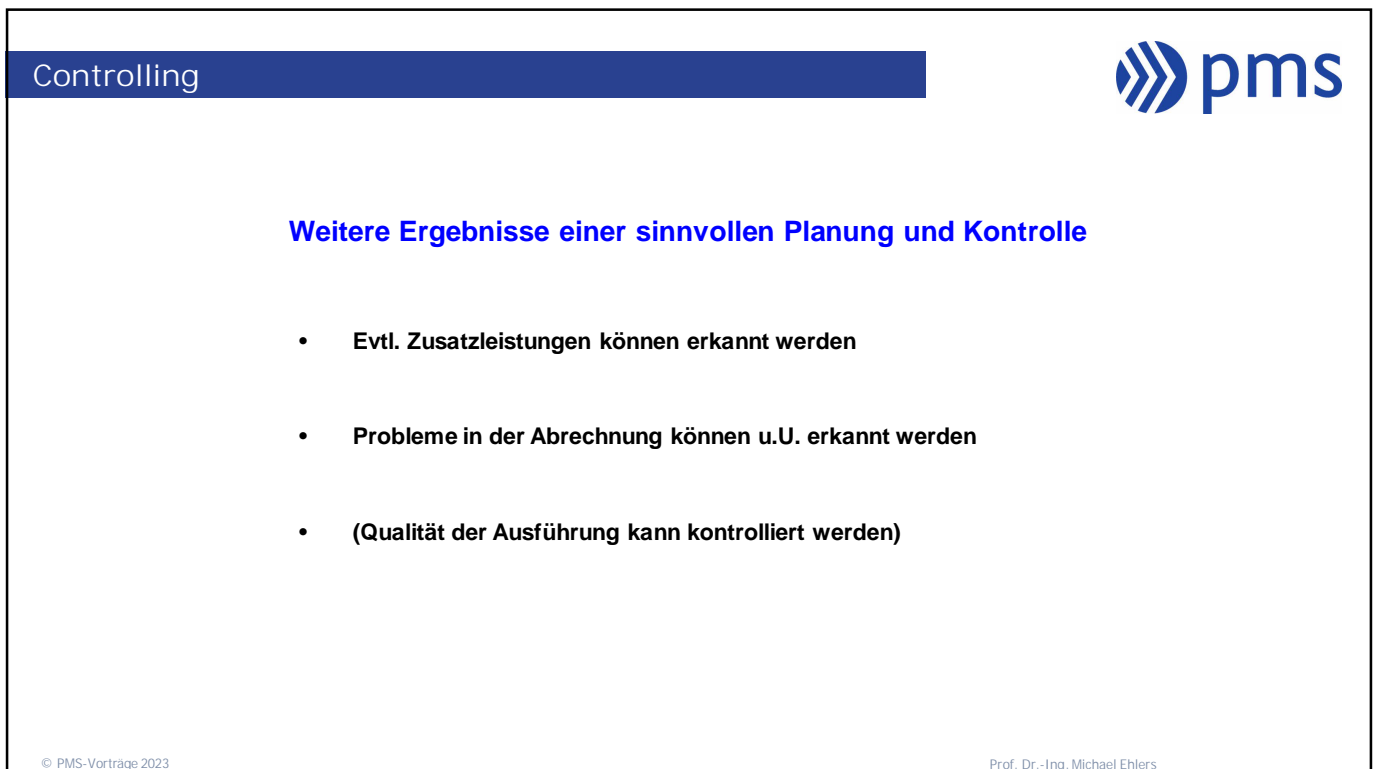 Controlling
pms
Weitere Ergebnisse einer sinnvollen Planung und Kontrolle
• Evtl. Zusatzleistungen können erkannt werden
• Probleme in der Abrechnung können u.U. erkannt werden
• (Qualität der Ausführung kann kontrolliert werden)
© PMS-Vorträge 2023 Prof. Dr.-Ing. Michael Ehlers